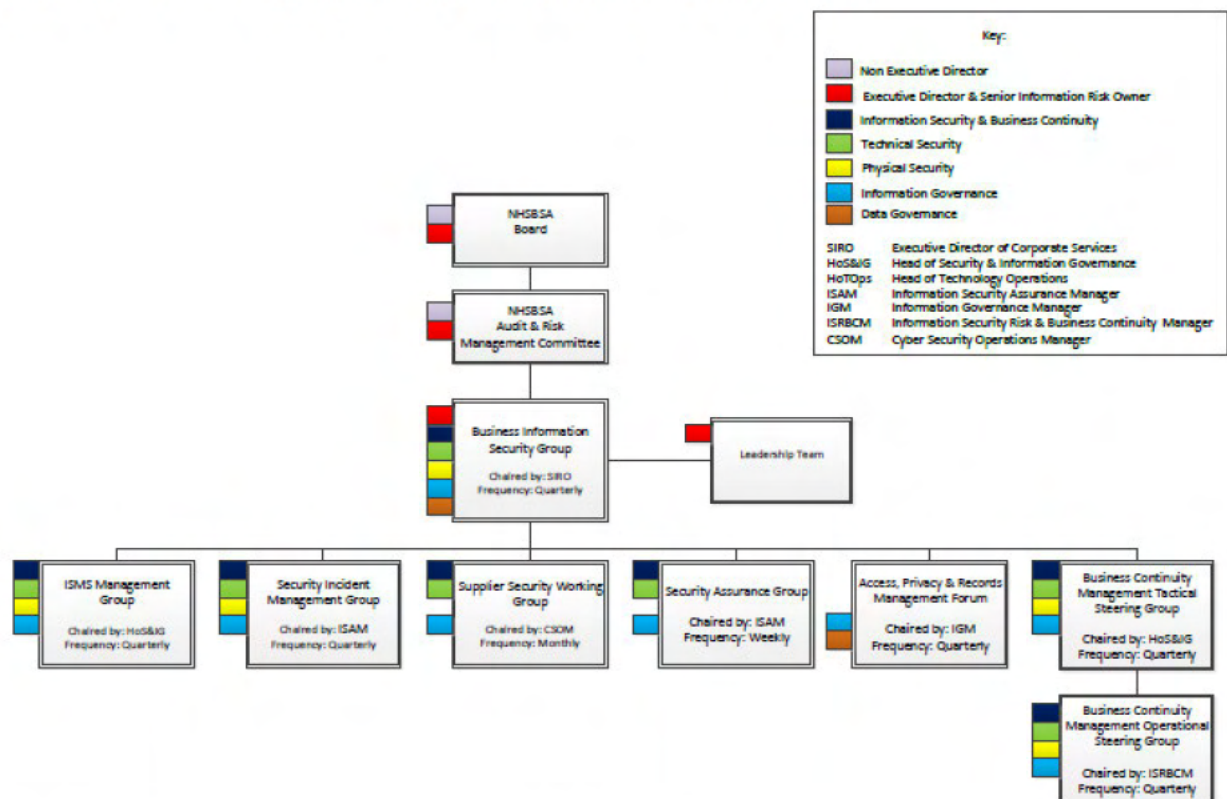 Key:
Non Executive Director
Executive Director & Senior Information Risk Owner
Information Security & Business Continuity
Technical Security
Physical Security
Information Governance
Data Governance
SIRO Executive Director of Corporate Services
HoS&IG Head of Security & Information Governance
HoTOps Head of Technology Operations
ISAM Information Security Assurance Manager
IGM Information Governance Manager
ISRBCM Information Security Risk & Business Continuity Manager
CSOM Cyber Security Operations Manager
NHSBSA
Board
NHSBSA
Audit & Risk
Management Committee
Business Information
Security Group
Chaired by: SIRO
Frequency: Quarterly
Leadership Team
ISMS Management
Group
Chaired by: HoS&IG
Frequency: Quarterly
Security Incident
Management Group
Chaired by: ISAM
Frequency: Quarterly
Supplier Security Working
Group
Chaired by: CSOM
Frequency: Monthly
Security Assurance Group
Chaired by: ISAM
Frequency: Weekly
Access, Privacy & Records
Management Forum
Chaired by: IGM
Frequency: Quarterly
Business Continuity
Management Tactical
Steering Group
Chaired by: HoS&IG
Frequency: Quarterly
Business Continuity
Management Operational
Steering Group
Chaired by: ISRBCM
Frequency: Quarterly